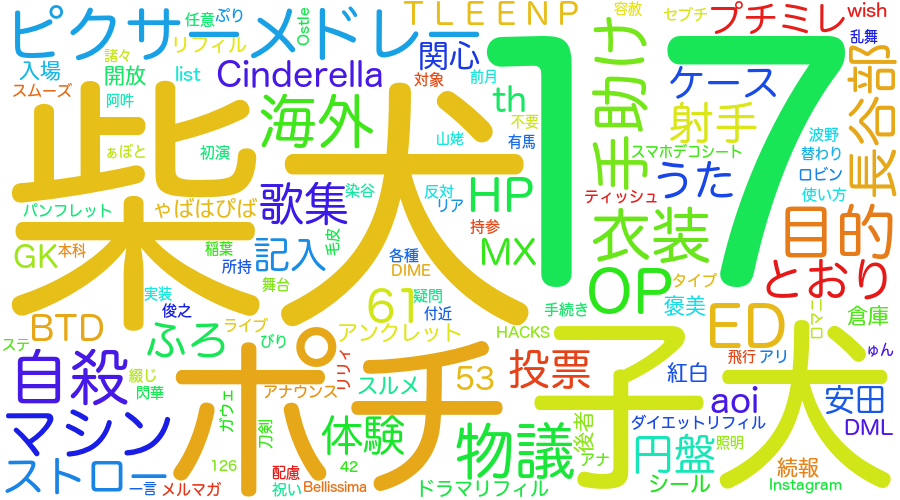 ピクサーメドレー
諸々
任意
ぷり
Ostle
TLEENP
容赦
セブチ
プチミレ
wish
乱舞
リフィル
関心
入場
開放
list
Cinderella
対象
前月
ケース
スムーズ
阿吽
th
射手
手助け
長谷部
柴犬
17
海外
不要
山姥
有馬
波野
替わり
スマホデコシート
ぁぽと
初演
うた
ロビン
パンフレット
ゃばはぴば
歌集
染谷
反対
リア
HP
ティッシュ
使い方
持参
衣装
目的
GK
本科
稲葉
所持
記入
毛皮
各種
DIME
MX
とおり
実装
俊之
舞台
61
疑問
付近
手続き
OP
タイプ
褒美
ロマニ
倉庫
BTD
ふろ
ライブ
アンクレット
HACKS
ED
ステ
びり
リリィ
飛行
アリ
ゅん
自殺
綴じ
閃華
ポチ
アナウンス
スルメ
53
投票
子犬
紅白
ガウェ
刀剣
aoi
安田
マシン
体験
物議
後者
ダイエットリフィル
DML
円盤
照明
ストロー
126
配慮
42
アナ
続報
一言
メルマガ
祝い
Bellissima
ドラマリフィル
シール
Instagram